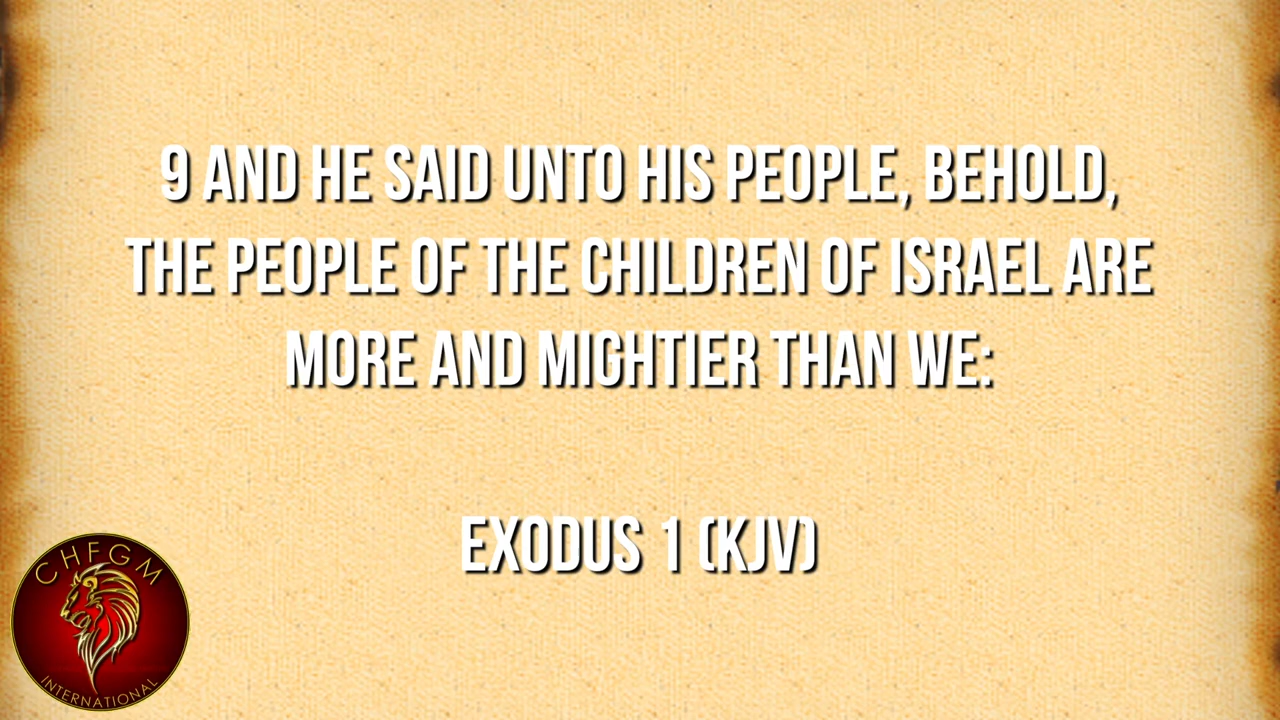 9 AND HE SAID UNTO HIS PEOPLE, BEHOLD,
THE PEOPLE OF THE CHILDREN OF ISRAEL ARE
MORE AND MIGHTIER THAN WE:
EXODUS 1 (KJV)
CHFGM
INTERNATIONAL